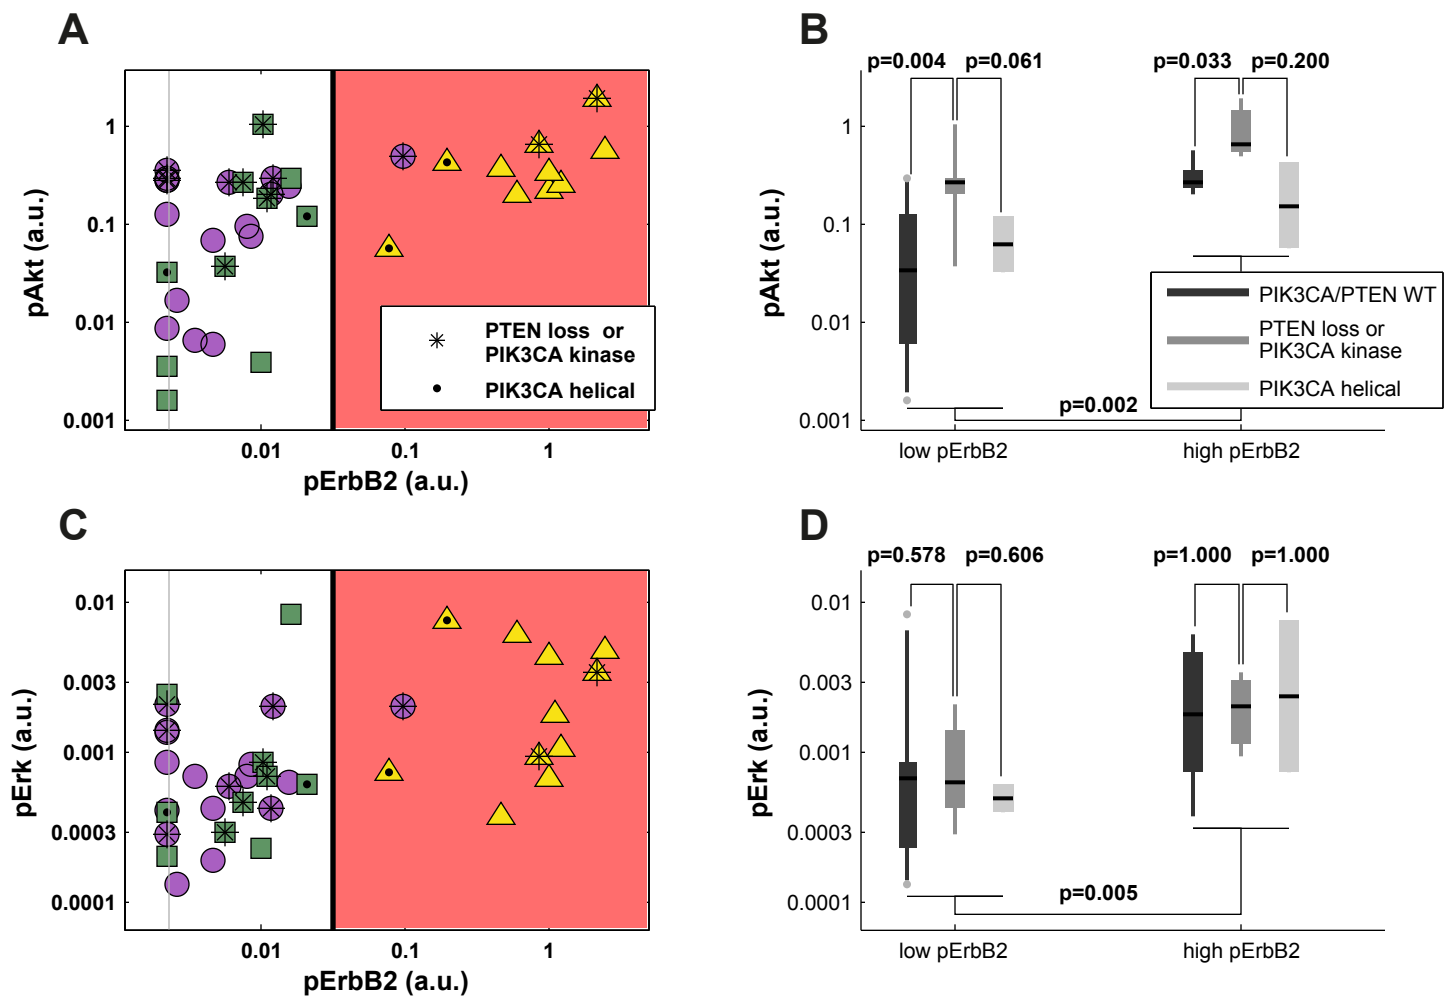 A
pAkt (a.u.)
1
0.1
0.01
0.001
PTEN loss or
PIK3CA kinase
PIK3CA helical
0.01 0.1 1
pErbB2 (a.u.)
B
p=0.004 p=0.061 p=0.033 p=0.200
pAkt (a.u.)
1
0.1
0.01
0.001
PIK3CA/PTEN WT
PTEN loss or
PIK3CA kinase
PIK3CA helical
p=0.002
low pErbB2 high pErbB2
C
pErk (a.u.)
0.01
0.003
0.001
0.0003
0.0001
0.01 0.1 1
pErbB2 (a.u.)
D
p=0.578 p=0.606 p=1.000 p=1.000
pErk (a.u.)
0.01
0.003
0.001
0.0003
0.0001
p=0.005
low pErbB2 high pErbB2